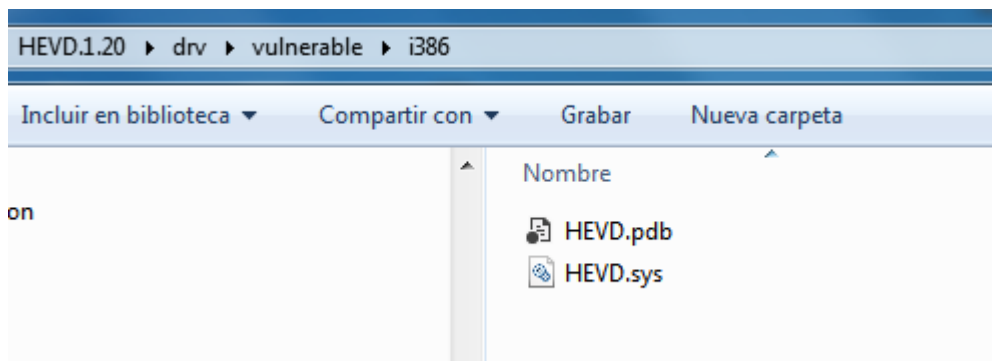 HEVD.1.20 ▸ drv ▸ vulnerable ▸ i386
Incluir en biblioteca ▾ Compartir con ▾ Grabar Nueva carpeta
Nombre
on
HEVD.pdb
HEVD.sys